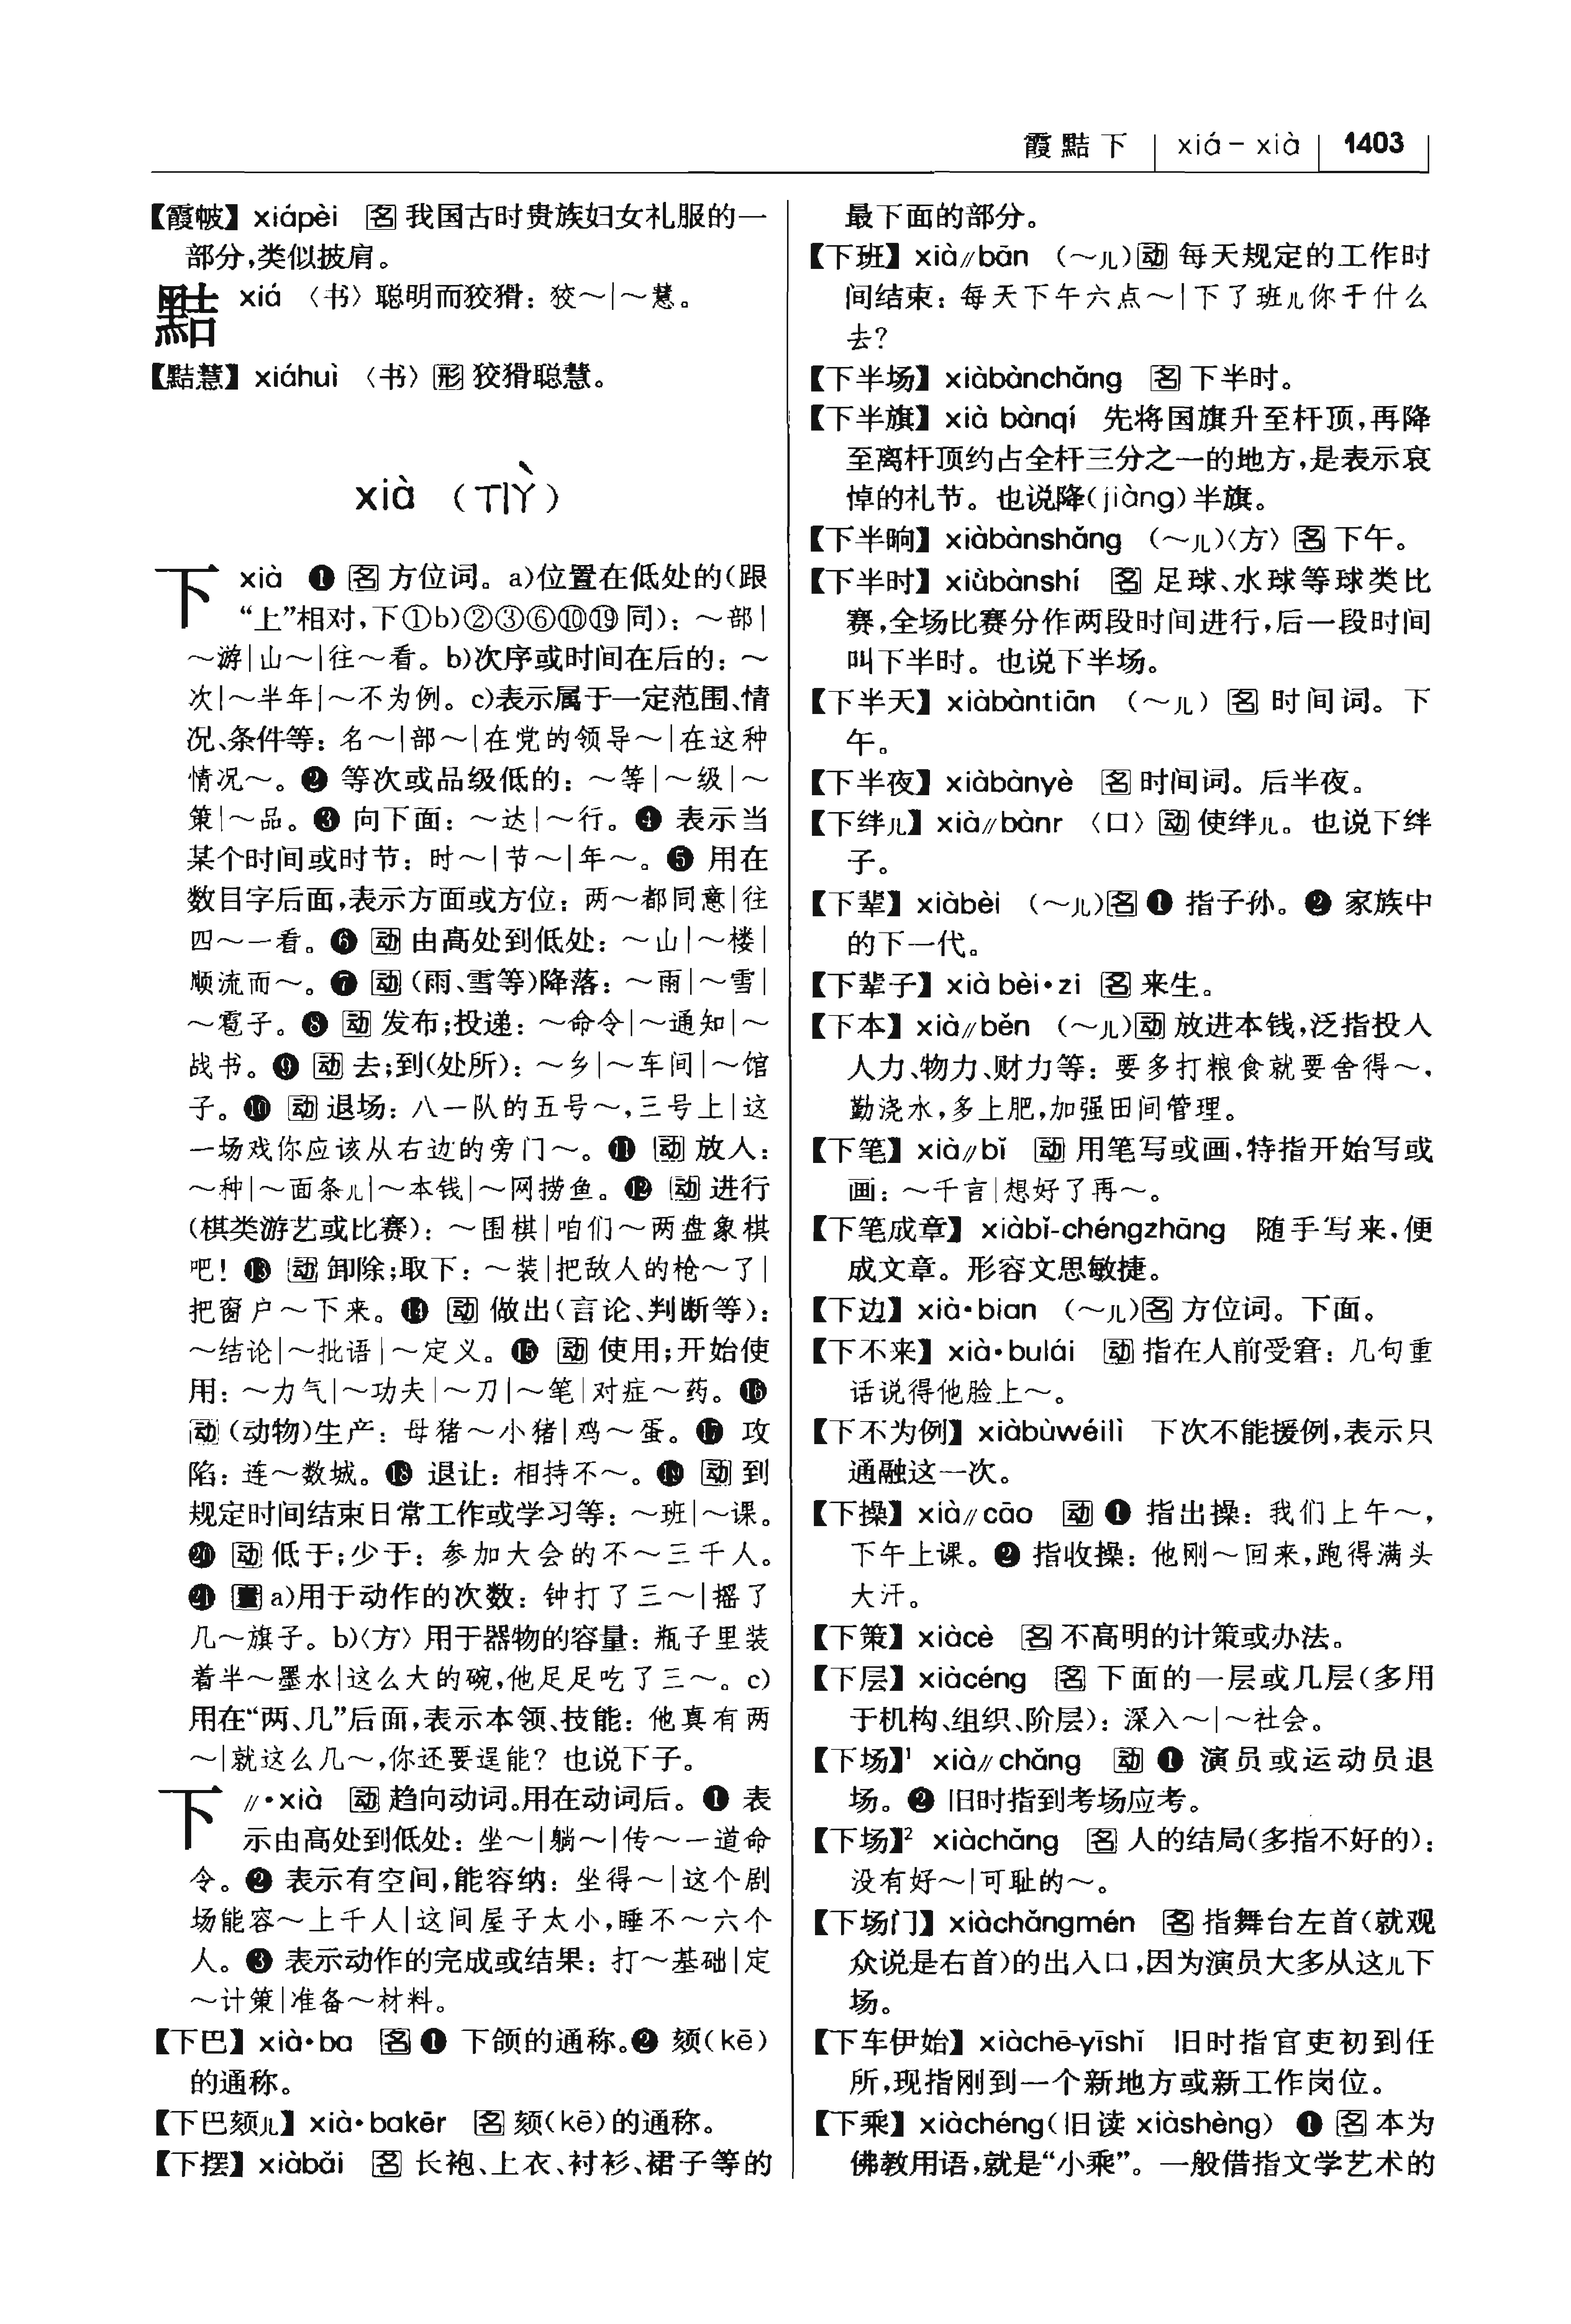 霞黠下 | xiá－xià | 1403
【霞帔】 xiápèi 名 我国古时贵族妇女礼服的一
部分,类似披肩。
黠 xiá 〈书〉聪明而狡猾：狡～|～慧。
【黠慧】 xiáhuì 〈书〉形 狡猾聪慧。
xià （ㄒㄧㄚˋ）
下 xià ❶ 名 方位词。a)位置在低处的(跟
“上”相对,下①b)②③⑥⑩⑲同)：～部|
～游|山～|往～看。b)次序或时间在后的：～
次|～半年|～不为例。c)表示属于一定范围、情
况、条件等：名～|部～|在党的领导～|在这种
情况～。❷ 等次或品级低的：～等|～级|～
策|～品。❸ 向下面：～达|～行。❹ 表示当
某个时间或时节：时～|节～|年～。❺ 用在
数目字后面,表示方面或方位：两～都同意|往
四～一看。❻ 动 由高处到低处：～山|～楼|
顺流而～。❼ 动 (雨、雪等)降落：～雨|～雪|
～雹子。❽ 动 发布;投递：～命令|～通知|～
战书。❾ 动 去;到(处所)：～乡|～车间|～馆
子。❿ 动 退场：八一队的五号～,三号上|这
一场戏你应该从右边的旁门～。⓫ 动 放人：
～种|～面条儿|～本钱|～网捞鱼。⓬ 动 进行
(棋类游艺或比赛)：～围棋|咱们～两盘象棋
吧！⓭ 动 卸除;取下：～装|把敌人的枪～了|
把窗户～下来。⓮ 动 做出(言论、判断等)：
～结论|～批语|～定义。⓯ 动 使用;开始使
用：～力气|～功夫|～刀|～笔|对症～药。⓰
动 (动物)生产：母猪～小猪|鸡～蛋。⓱ 攻
陷：连～数城。⓲ 退让：相持不～。⓳ 动 到
规定时间结束日常工作或学习等：～班|～课。
⓴ 动 低于;少于：参加大会的不～三千人。
㉑ 量 a)用于动作的次数：钟打了三～|摇了
几～旗子。b)〈方〉用于器物的容量：瓶子里装
着半～墨水|这么大的碗,他足足吃了三～。c)
用在“两、几”后面,表示本领、技能：他真有两
～|就这么几～,你还要逞能？也说下子。
下 //•xià 动 趋向动词。用在动词后。❶ 表
示由高处到低处：坐～|躺～|传～一道命
令。❷ 表示有空间,能容纳：坐得～|这个剧
场能容～上千人|这间屋子太小,睡不～六个
人。❸ 表示动作的完成或结果：打～基础|定
～计策|准备～材料。
【下巴】 xià•ba 名 ❶ 下颌的通称。❷ 颏(kē)
的通称。
【下巴颏儿】 xià•bakēr 名 颏(kē)的通称。
【下摆】 xiàbǎi 名 长袍、上衣、衬衫、裙子等的
最下面的部分。
【下班】 xià//bān （～儿）动 每天规定的工作时
间结束：每天下午六点～|下了班儿你干什么
去？
【下半场】 xiàbànchǎng 名 下半时。
【下半旗】 xià bànqí 先将国旗升至杆顶,再降
至离杆顶约占全杆三分之一的地方,是表示哀
悼的礼节。也说降(jiàng)半旗。
【下半晌】 xiàbànshǎng （～儿）〈方〉名 下午。
【下半时】 xiàbànshí 名 足球、水球等球类比
赛,全场比赛分作两段时间进行,后一段时间
叫下半时。也说下半场。
【下半天】 xiàbàntiān （～儿）名 时间词。下
午。
【下半夜】 xiàbànyè 名 时间词。后半夜。
【下绊儿】 xià//bànr 〈口〉动 使绊儿。也说下绊
子。
【下辈】 xiàbèi （～儿）名 ❶ 指子孙。❷ 家族中
的下一代。
【下辈子】 xià bèi•zi 名 来生。
【下本】 xià//běn （～儿）动 放进本钱,泛指投人
人力、物力、财力等：要多打粮食就要舍得～,
勤浇水,多上肥,加强田间管理。
【下笔】 xià//bǐ 动 用笔写或画,特指开始写或
画：～千言|想好了再～。
【下笔成章】 xiàbǐ-chéngzhāng 随手写来,便
成文章。形容文思敏捷。
【下边】 xià•bian （～儿）名 方位词。下面。
【下不来】 xià•bulái 动 指在人前受窘：几句重
话说得他脸上～。
【下不为例】 xiàbùwéilì 下次不能援例,表示只
通融这一次。
【下操】 xià//cāo 动 ❶ 指出操：我们上午～,
下午上课。❷ 指收操：他刚～回来,跑得满头
大汗。
【下策】 xiàcè 名 不高明的计策或办法。
【下层】 xiàcéng 名 下面的一层或几层(多用
于机构、组织、阶层)：深入～|～社会。
【下场】¹ xià//chǎng 动 ❶ 演员或运动员退
场。❷ 旧时指到考场应考。
【下场】² xiàchǎng 名 人的结局(多指不好的)：
没有好～|可耻的～。
【下场门】 xiàchǎngmén 名 指舞台左首(就观
众说是右首)的出入口,因为演员大多从这儿下
场。
【下车伊始】 xiàchē-yīshǐ 旧时指官吏初到任
所,现指刚到一个新地方或新工作岗位。
【下乘】 xiàchéng(旧读 xiàshèng) ❶ 名 本为
佛教用语,就是“小乘”。一般借指文学艺术的